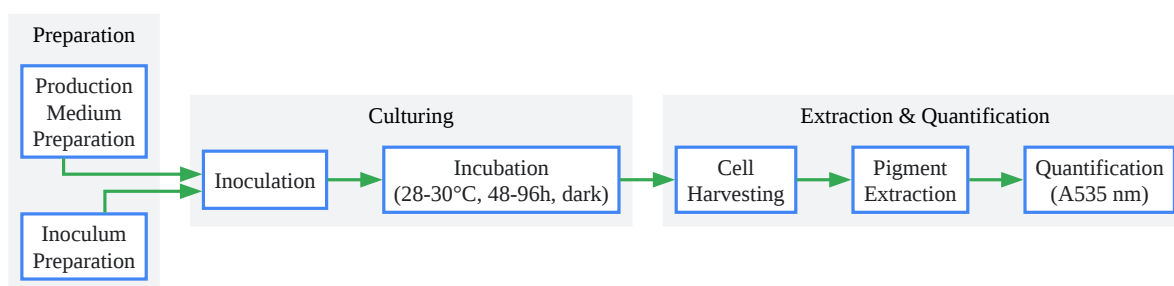 Preparation
Production
Medium
Preparation
Inoculum
Preparation
Culturing
Inoculation
Incubation
(28-30°C, 48-96h, dark)
Extraction & Quantification
Cell
Harvesting
Pigment
Extraction
Quantification
(A535 nm)